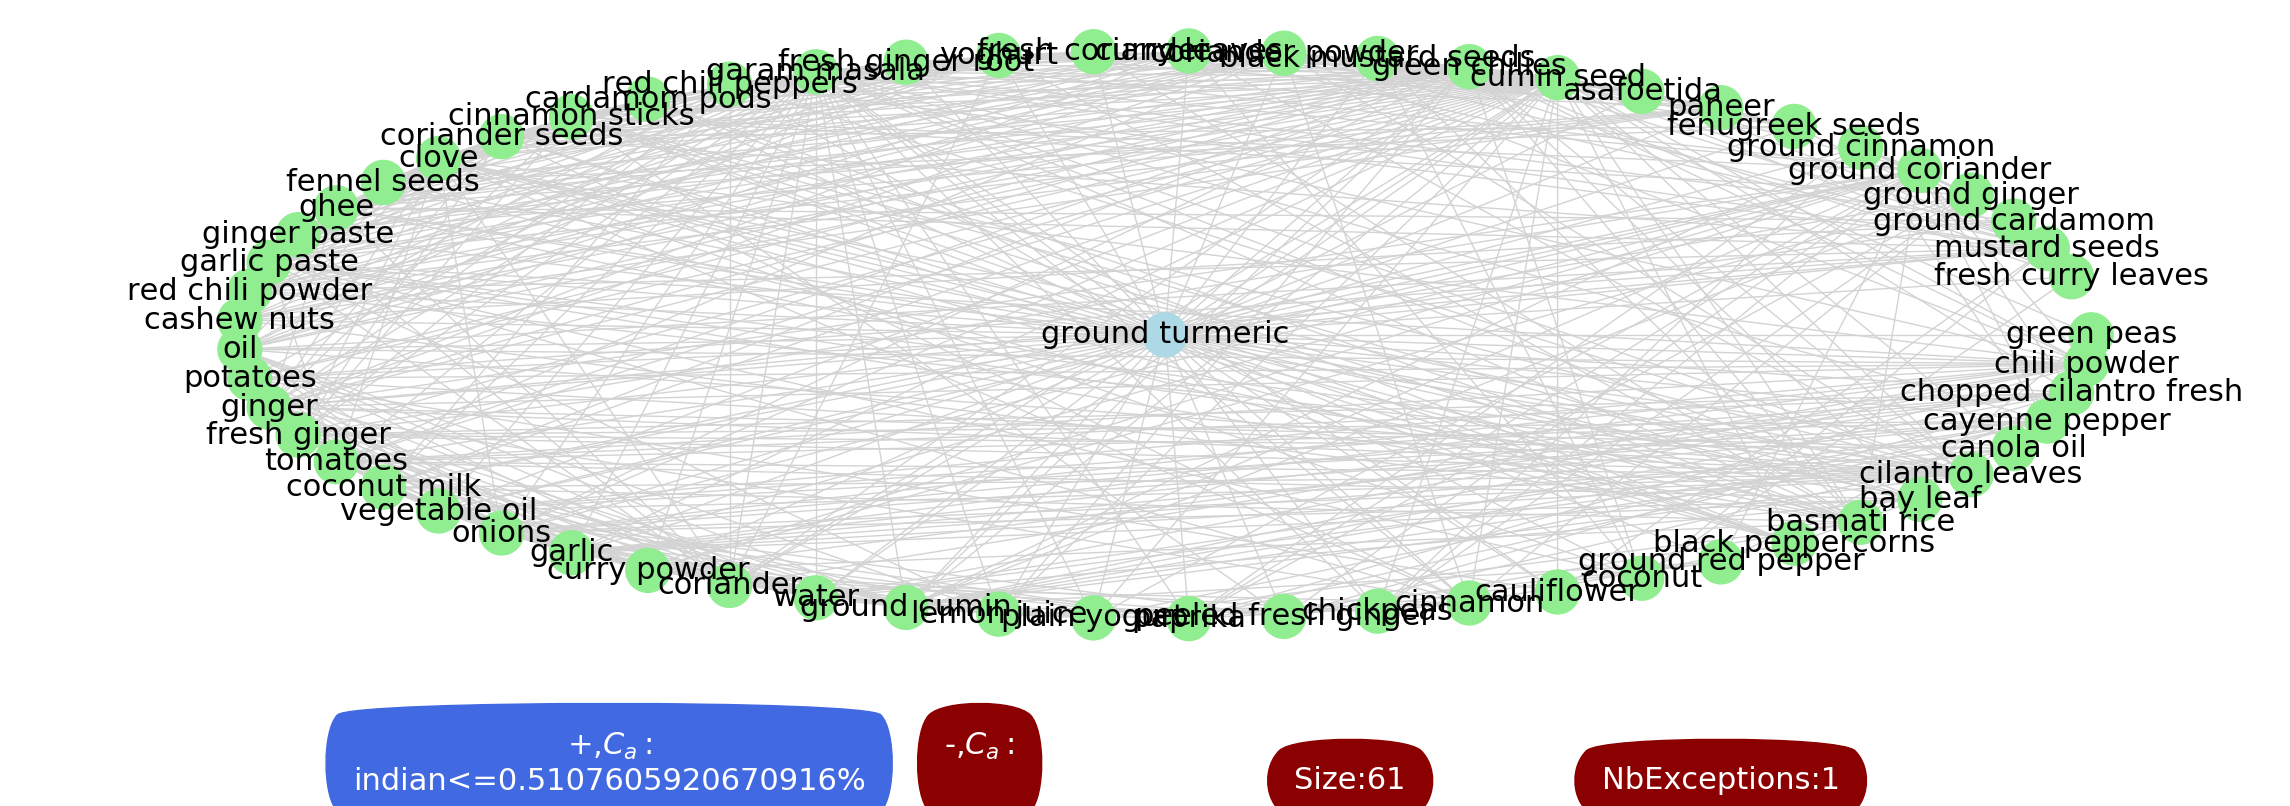 fresh coriander
curry leaves
yoghurt
coriander powder
black mustard seeds
fresh ginger root
green chilies
garam masala
cumin seed
red chili peppers
asafoetida
cardamom pods
paneer
cinnamon sticks
fenugreek seeds
coriander seeds
ground cinnamon
clove
ground coriander
fennel seeds
ground ginger
ghee
ground cardamom
ginger paste
mustard seeds
garlic paste
fresh curry leaves
red chili powder
cashew nuts
ground turmeric
green peas
oil
chili powder
potatoes
chopped cilantro fresh
ginger
cayenne pepper
fresh ginger
canola oil
tomatoes
cilantro leaves
coconut milk
bay leaf
vegetable oil
basmati rice
onions
black peppercorns
garlic
ground red pepper
curry powder
coconut
coriander
cauliflower
water
cinnamon
ground cumin
chickpeas
lemon juice
plain yogurt
peeled fresh ginger
paprika
+,Cₐ :
indian<=0.5107605920670916%
-,Cₐ :
Size:61
NbExceptions:1